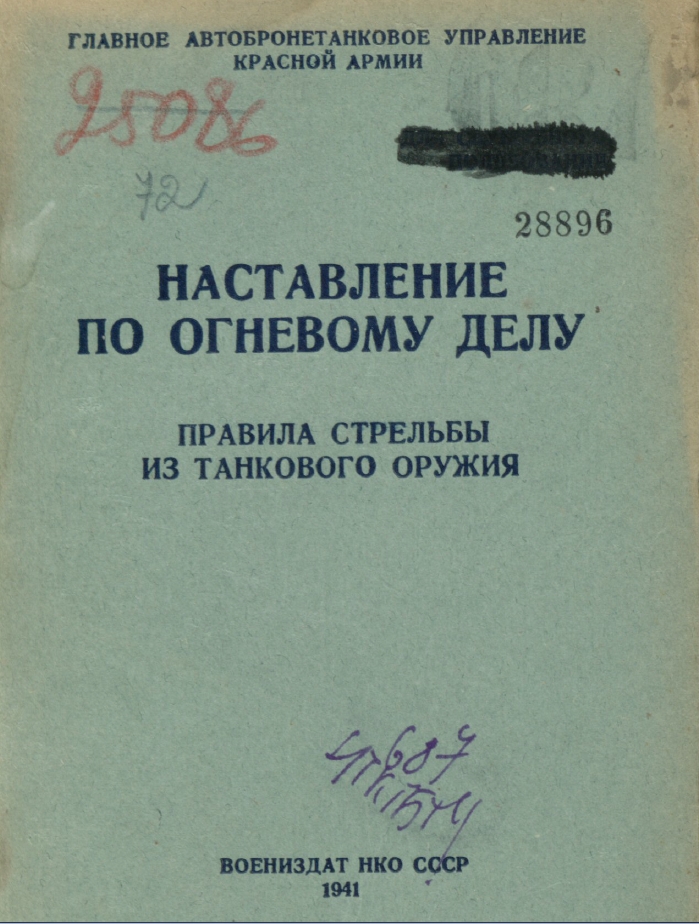 ГЛАВНОЕ АВТОБРОНЕТАНКОВОЕ УПРАВЛЕНИЕ
КРАСНОЙ АРМИИ
25086
72
28896
НАСТАВЛЕНИЕ
ПО ОГНЕВОМУ ДЕЛУ
ПРАВИЛА СТРЕЛЬБЫ
ИЗ ТАНКОВОГО ОРУЖИЯ
687
ВОЕНИЗДАТ НКО СССР
1941